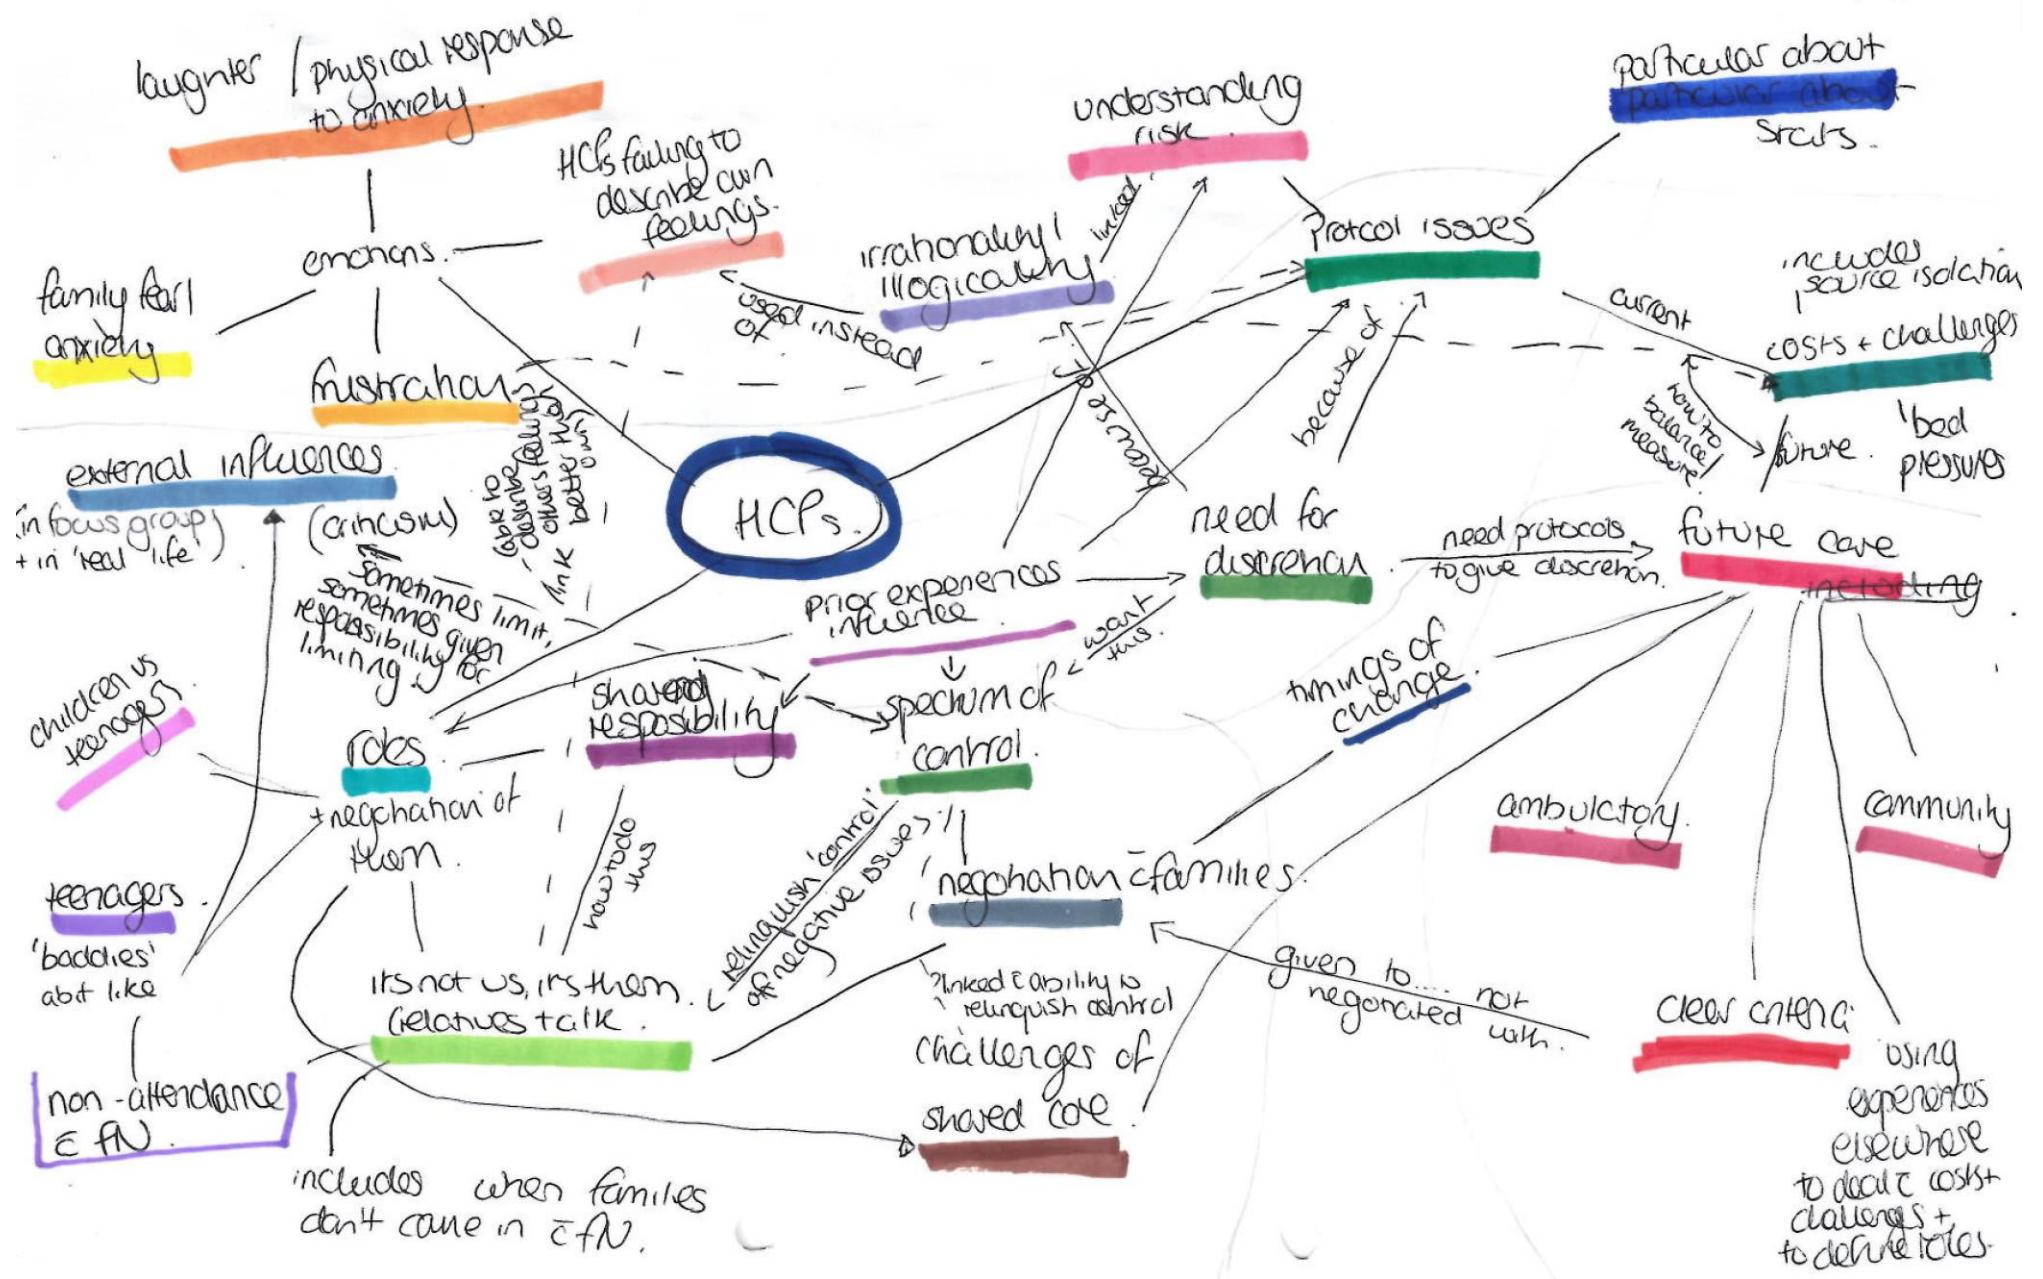 laughter / physical response
to anxiety.
HCPs failing to
describe own
feelings.
understanding
risk.
particular about
particular about
stats.
emotions.
family fear/
anxiety
frustration
irrationality/
illogicality
linked
used instead
of
Protcol issues
current
includes
source isolation
costs + challenges
'bed
pressures
how to
balance/
measure
future.
external influences
(in focus group)
+ in 'real life')
(criticism)
(able to
describe
others feelings
better than
own)
link
HCPs.
because of
because of
need for
discretion
need protocols
to give discretion.
future care
including
sometimes limit,
sometimes given
responsibility for
limiting.
prior experiences
influence
want
this.
children vs
teenagers.
shared
resposibility
spectrum of
control.
timings of
change.
roles
+ negotiation of
them.
how to do
this
relinquish 'control'
of negative issues?
ambulatory.
community
negotiation c̄ families.
teenagers.
'baddies'
abit like
its not us, its them.
(relatives talk.
linked c̄ ability to
relinquish control
given to.... not
negotiated with.
clear criteria
challenges of
shared care.
non-attendance
c̄ fN.
includes when families
don't come in c̄ fN.
using
experiences
elsewhere
to deal c̄ costs +
challenges +
to define roles.